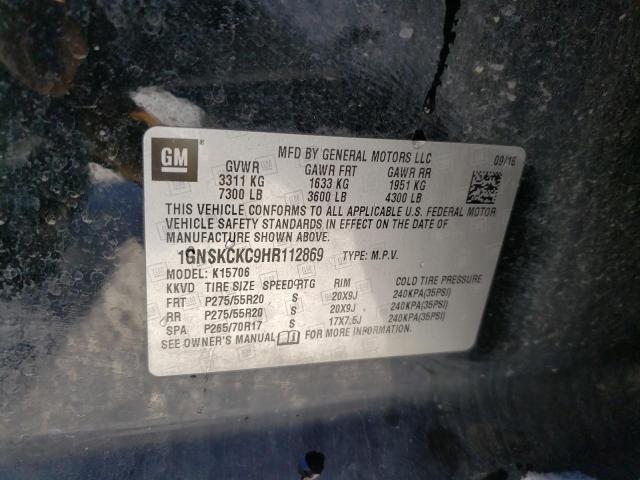 GM ®
MFD BY GENERAL MOTORS LLC 09/16
GVWR GAWR FRT GAWR RR
3311 KG 1633 KG 1951 KG
7300 LB 3600 LB 4300 LB
THIS VEHICLE CONFORMS TO ALL APPLICABLE U.S. FEDERAL MOTOR
VEHICLE SAFETY STANDARDS IN EFFECT ON THE DATE OF
MANUFACTURE SHOWN ABOVE.
1GNSKCKC9HR112869 TYPE: M.P.V.
MODEL: K15706
KKVD TIRE SIZE SPEED RTG RIM COLD TIRE PRESSURE
FRT P275/55R20 S 20X9J 240KPA(35PSI)
RR P275/55R20 S 20X9J 240KPA(35PSI)
SPA P265/70R17 S 17X7.5J 240KPA(35PSI)
SEE OWNER'S MANUAL FOR MORE INFORMATION.